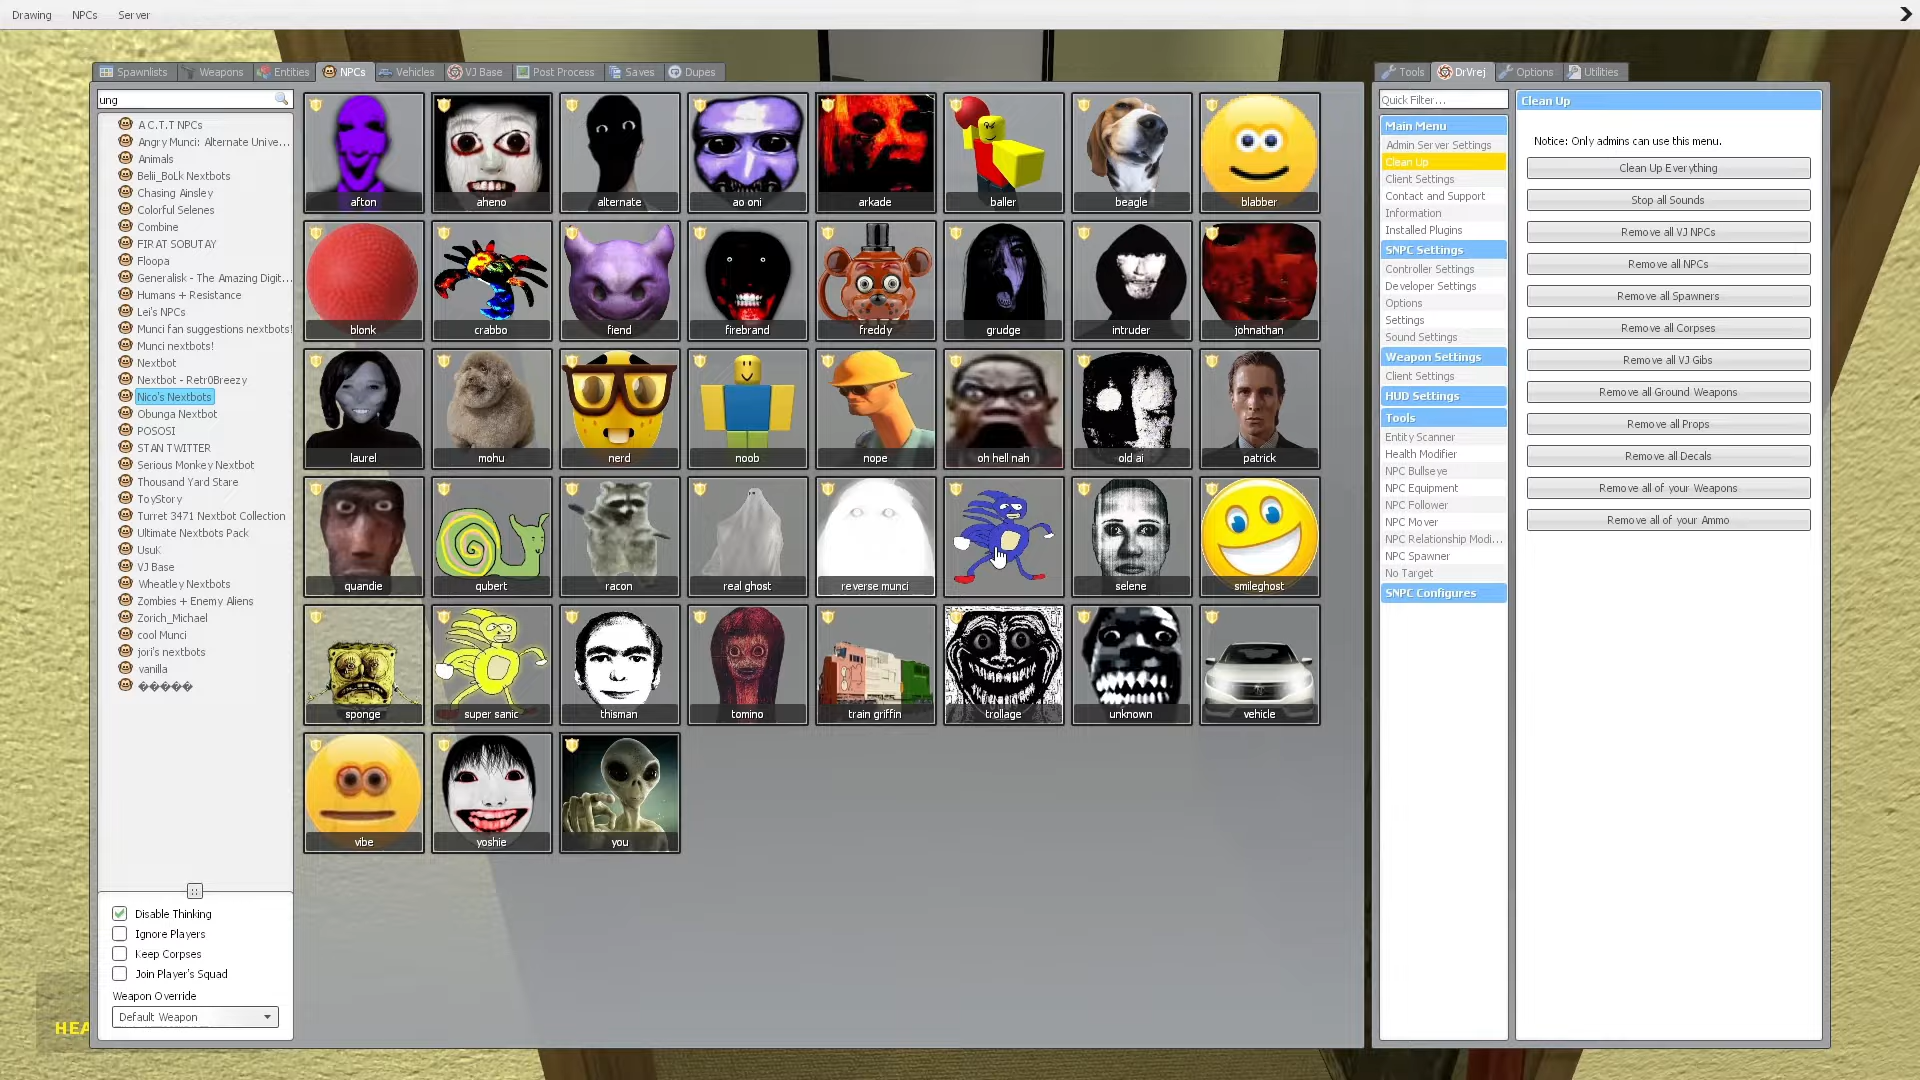 Drawing NPCs Server
Spawnlists Weapons Entities NPCs Vehicles VJ Base Post Process Saves Dupes
Tools DrVrej Options Utilities
ung
A C.T.T NPCs
Angry Munci: Alternate Unive...
Animals
Belii_BoLk Nextbots
Chasing Ainsley
Colorful Selenes
Combine
FIRAT SOBUTAY
Floopa
Generalisk - The Amazing Digit...
Humans + Resistance
Lei's NPCs
Munci fan suggestions nextbots!
Munci nextbots!
Nextbot
Nextbot - Retr0Breezy
Nico's Nextbots
Obunga Nextbot
POSOSI
STAN TWITTER
Serious Monkey Nextbot
Thousand Yard Stare
ToyStory
Turret 3471 Nextbot Collection
Ultimate Nextbots Pack
UsuK
VJ Base
Wheatley Nextbots
Zombies + Enemy Aliens
Zorich_Michael
cool Munci
jori's nextbots
vanilla
�����
Disable Thinking
Ignore Players
Keep Corpses
Join Player's Squad
Weapon Override
Default Weapon
HEA
afton aheno alternate ao oni arkade baller beagle blabber
blonk crabbo fiend firebrand freddy grudge intruder johnathan
laurel mohu nerd noob nope oh hell nah old ai patrick
quandie qubert racon real ghost reverse munci selene smileghost
sponge super sanic thisman tomino train griffin trollage unknown vehicle
vibe yoshie you
Quick Filter...
Main Menu
Admin Server Settings
Clean Up
Client Settings
Contact and Support
Information
Installed Plugins
SNPC Settings
Controller Settings
Developer Settings
Options
Settings
Sound Settings
Weapon Settings
Client Settings
HUD Settings
Tools
Entity Scanner
Health Modifier
NPC Bullseye
NPC Equipment
NPC Follower
NPC Mover
NPC Relationship Modi...
NPC Spawner
No Target
SNPC Configures
Clean Up
Notice: Only admins can use this menu.
Clean Up Everything
Stop all Sounds
Remove all VJ NPCs
Remove all NPCs
Remove all Spawners
Remove all Corpses
Remove all VJ Gibs
Remove all Ground Weapons
Remove all Props
Remove all Decals
Remove all of your Weapons
Remove all of your Ammo